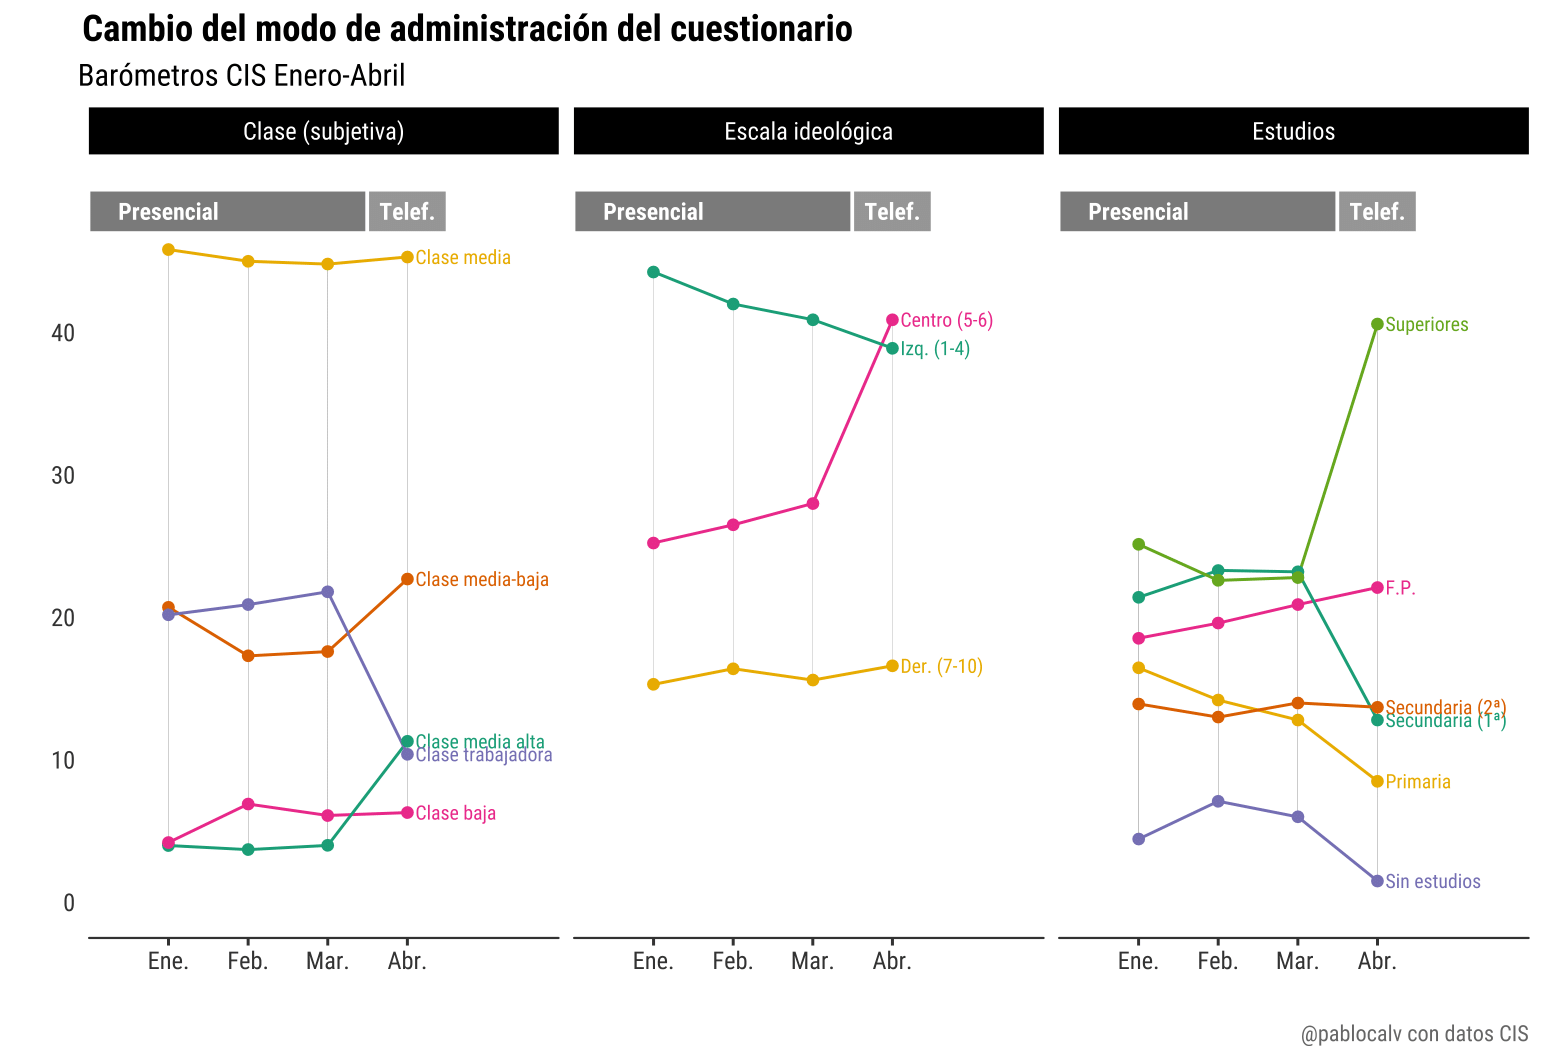 Cambio del modo de administración del cuestionario
Barómetros CIS Enero-Abril
Clase (subjetiva)
Escala ideológica
Estudios
Presencial
Telef.
Presencial
Telef.
Presencial
Telef.
40
30
20
10
0
Clase media
Clase media-baja
Clase media alta
Clase trabajadora
Clase baja
Centro (5-6)
Izq. (1-4)
Der. (7-10)
Superiores
F.P.
Secundaria (2ª)
Secundaria (1ª)
Primaria
Sin estudios
Ene. Feb. Mar. Abr.
Ene. Feb. Mar. Abr.
Ene. Feb. Mar. Abr.
@pablocalv con datos CIS